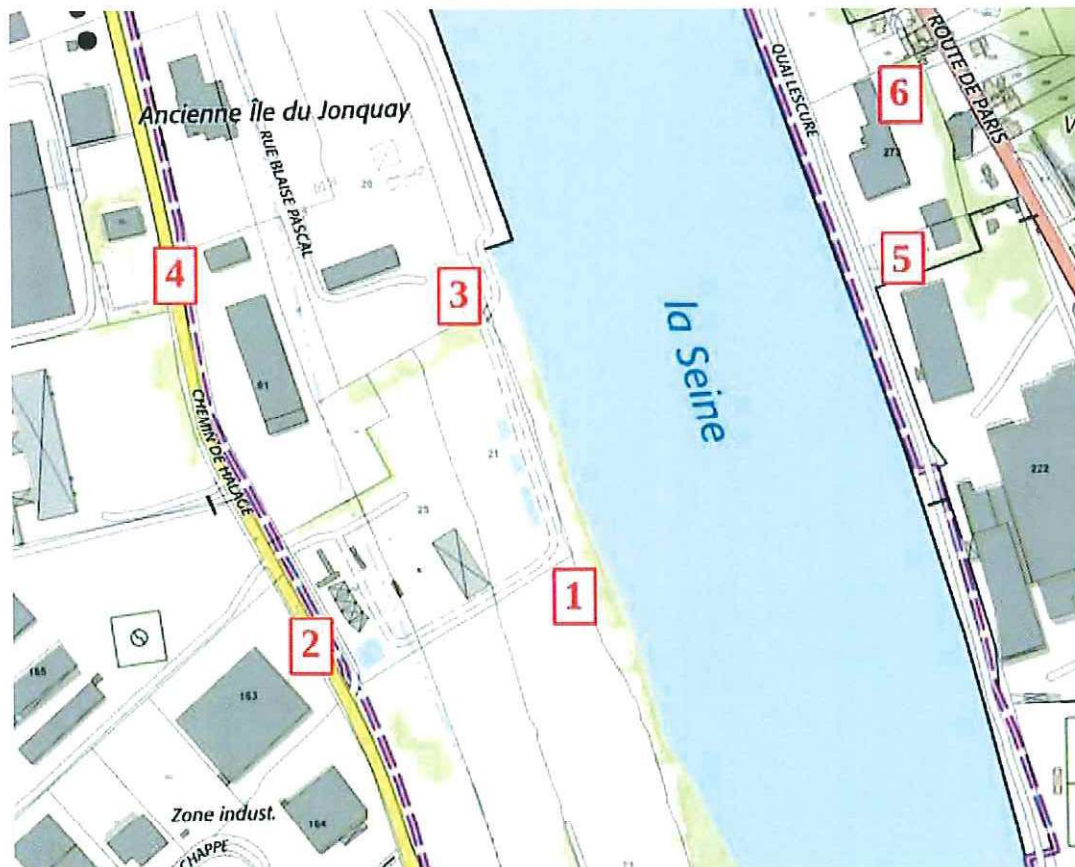 ROUTE DE PARIS
QUAI LESCURE
6
Ancienne Île du Jonquay
RUE BLAISE PASCAL
273
20
4
5
3
la Seine
81
CHEMIN DE HALAGE
21
222
25
1
2
165
163
Zone indust.
164
CHAPPE